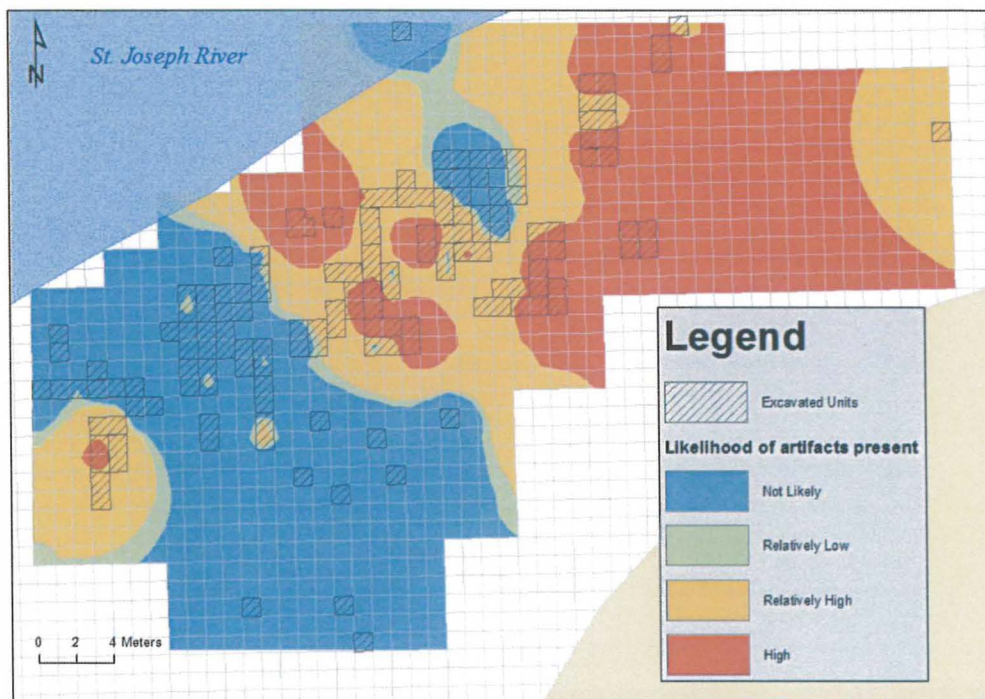 St. Joseph River
N
Legend
Excavated Units
Likelihood of artifacts present
Not Likely
Relatively Low
Relatively High
High
0 2 4 Meters